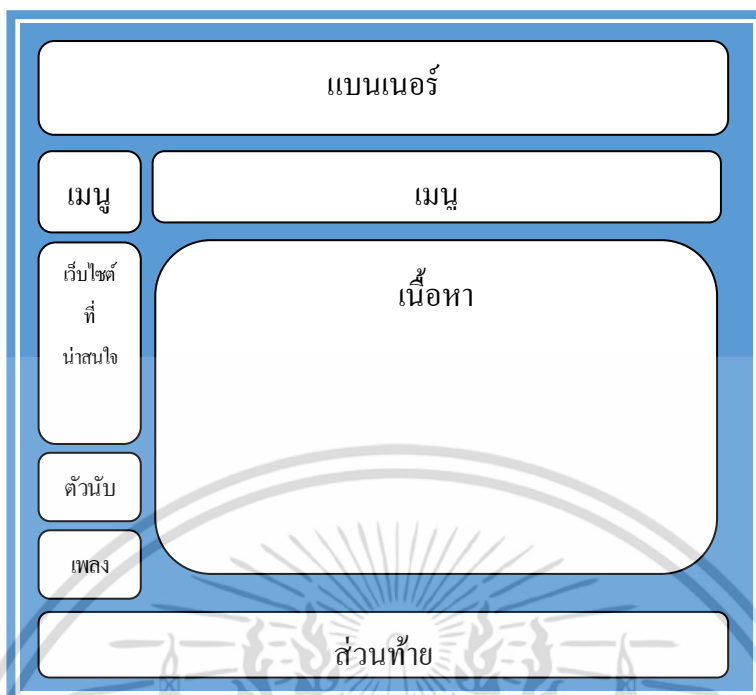 แบนเนอร์
เมนู
เมนู
เว็บไซต์
ที่
น่าสนใจ
เนื้อหา
ตัวนับ
เพลง
ส่วนท้าย